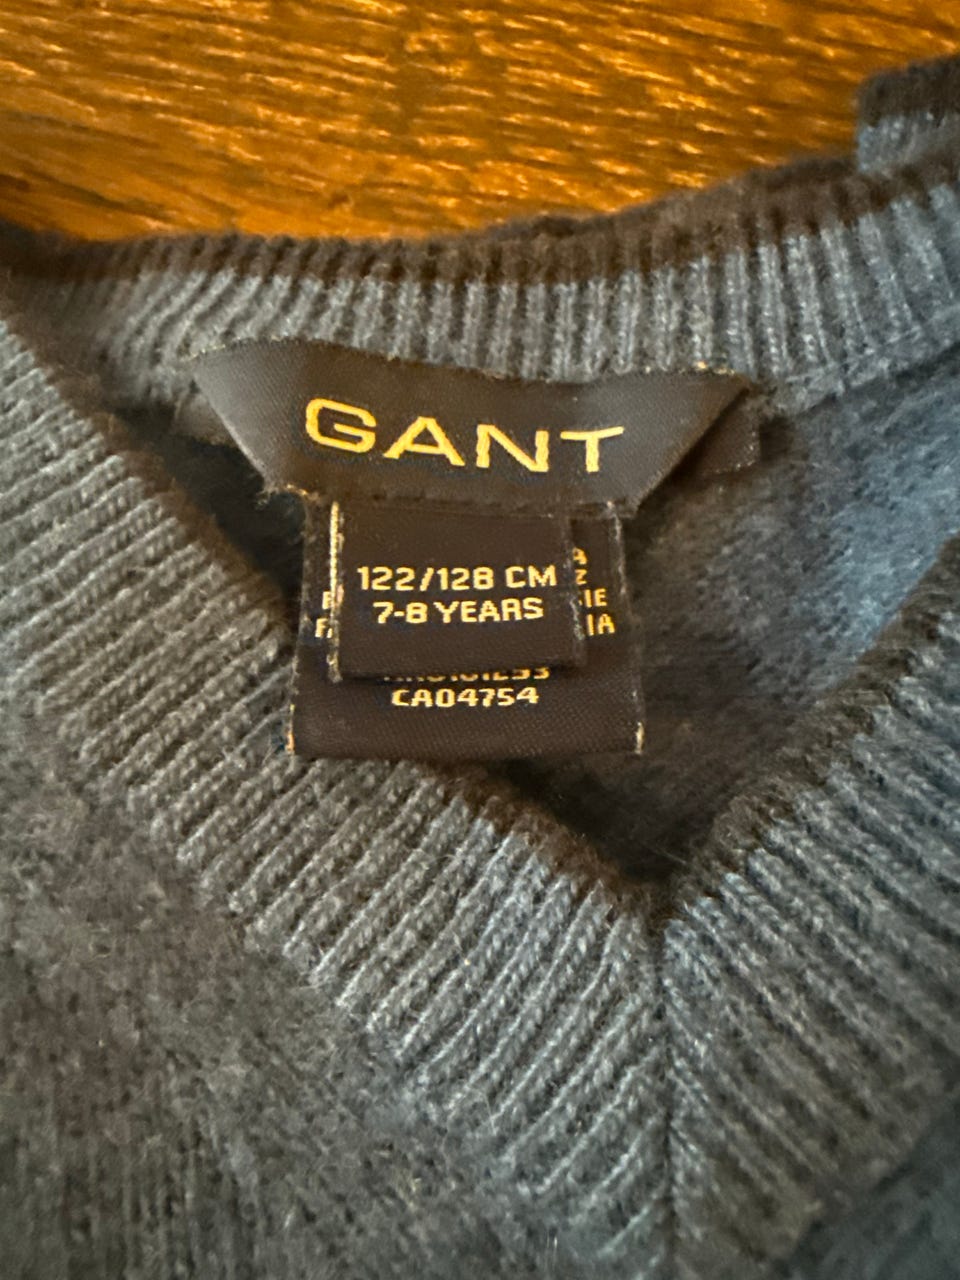 GANT
122/128 CM
7-8 YEARS
CA04754